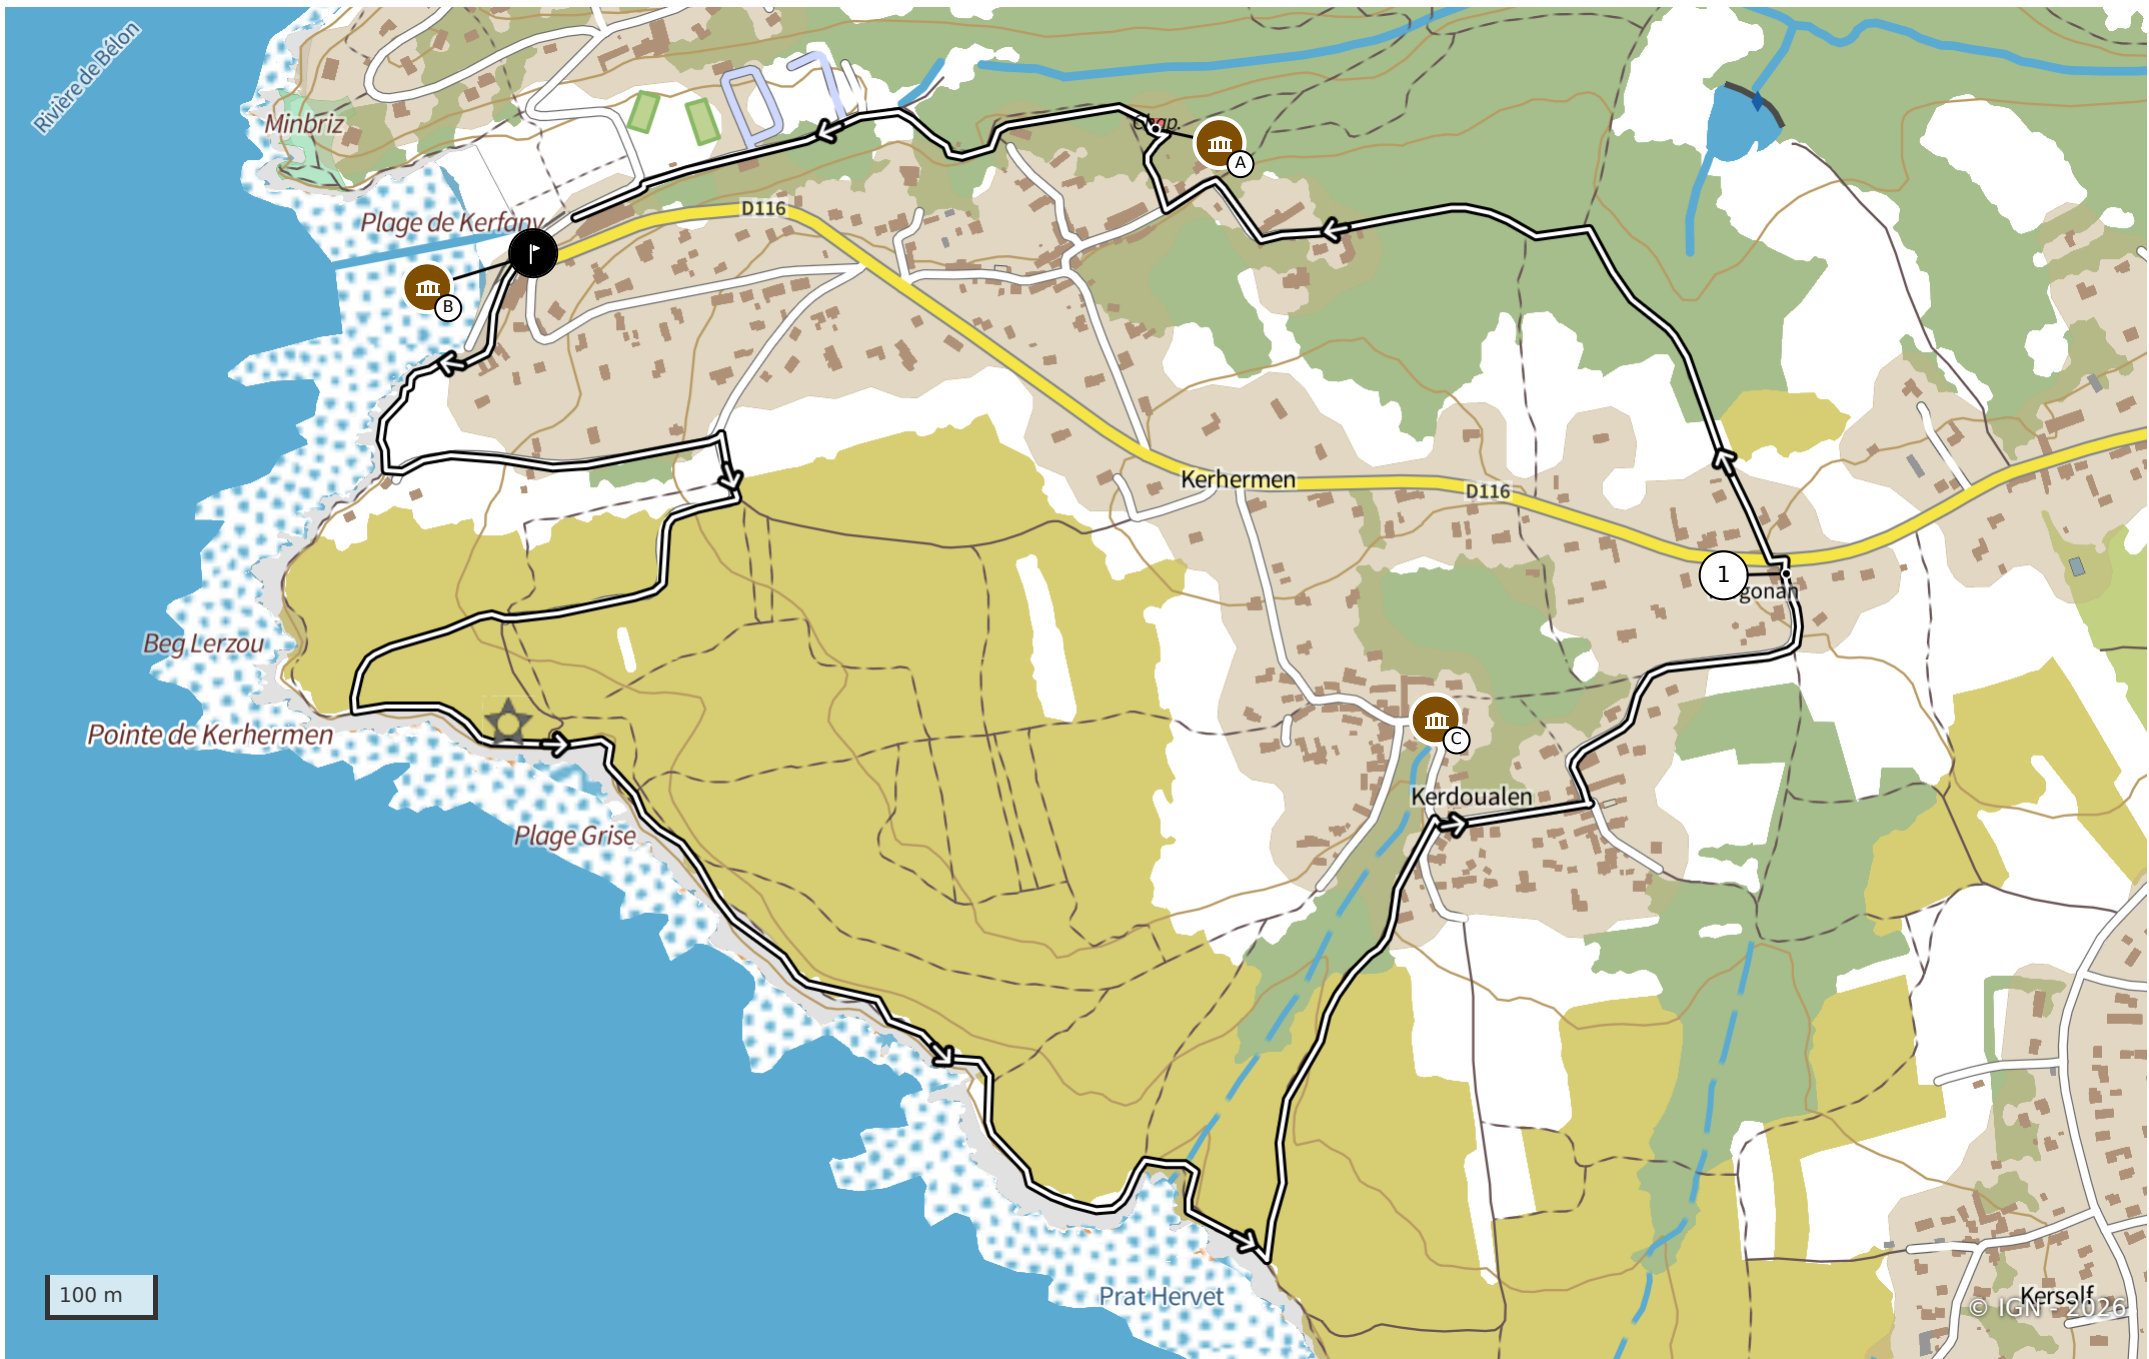 Rivière de Bélon
Minbriz
Chap.
A
Plage de Kerfany
D116
B
Kerhermen
D116
1
gonan
Beg Lerzou
Pointe de Kerhermen
C
Kerdoualen
Plage Grise
Prat Hervet
100 m
Kersolf
© IGN - 2026